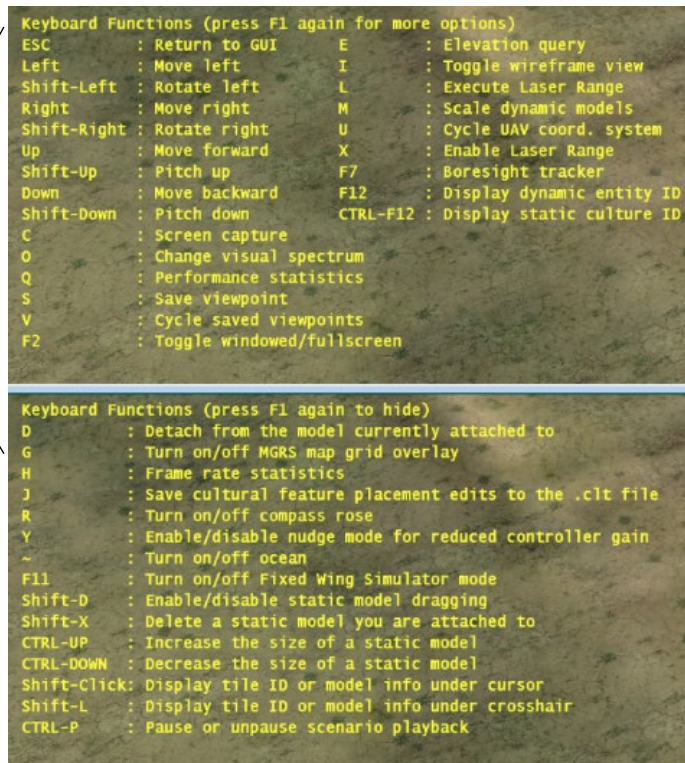 Keyboard Functions (press F1 again for more options)
ESC : Return to GUI E : Elevation query
Left : Move left I : Toggle wireframe view
Shift-Left : Rotate left L : Execute Laser Range
Right : Move right M : Scale dynamic models
Shift-Right : Rotate right U : Cycle UAV coord. system
Up : Move forward X : Enable Laser Range
Shift-Up : Pitch up F7 : Boresight tracker
Down : Move backward F12 : Display dynamic entity ID
Shift-Down : Pitch down CTRL-F12 : Display static culture ID
C : Screen capture
O : Change visual spectrum
Q : Performance statistics
S : Save viewpoint
V : Cycle saved viewpoints
F2 : Toggle windowed/fullscreen
Keyboard Functions (press F1 again to hide)
D : Detach from the model currently attached to
G : Turn on/off MGRS map grid overlay
H : Frame rate statistics
J : Save cultural feature placement edits to the .clt file
R : Turn on/off compass rose
Y : Enable/disable nudge mode for reduced controller gain
~ : Turn on/off ocean
F11 : Turn on/off Fixed Wing Simulator mode
Shift-D : Enable/disable static model dragging
Shift-X : Delete a static model you are attached to
CTRL-UP : Increase the size of a static model
CTRL-DOWN : Decrease the size of a static model
Shift-Click: Display tile ID or model info under cursor
Shift-L : Display tile ID or model info under crosshair
CTRL-P : Pause or unpause scenario playback